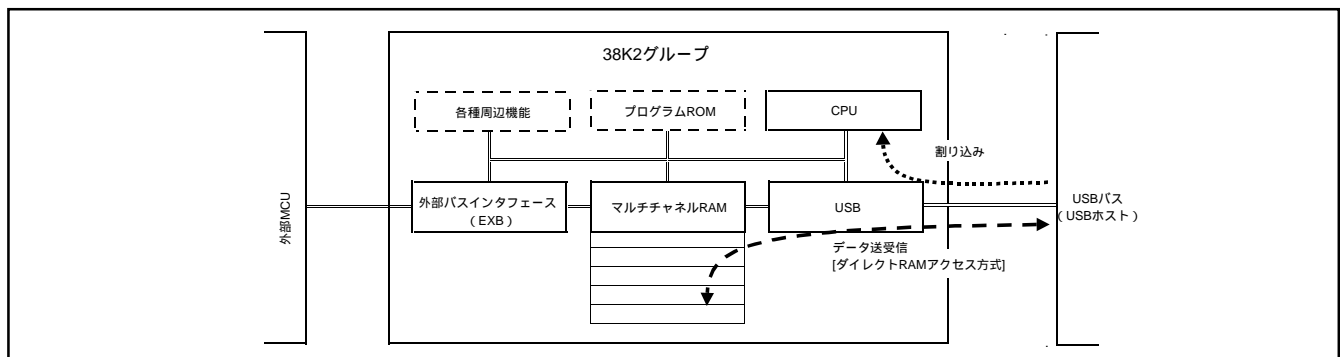 38K2グループ
各種周辺機能
プログラムROM
CPU
割り込み
外部MCU
外部バスインタフェース
（EXB）
マルチチャネルRAM
USB
USBバス
（USBホスト）
データ送受信
[ダイレクトRAMアクセス方式]